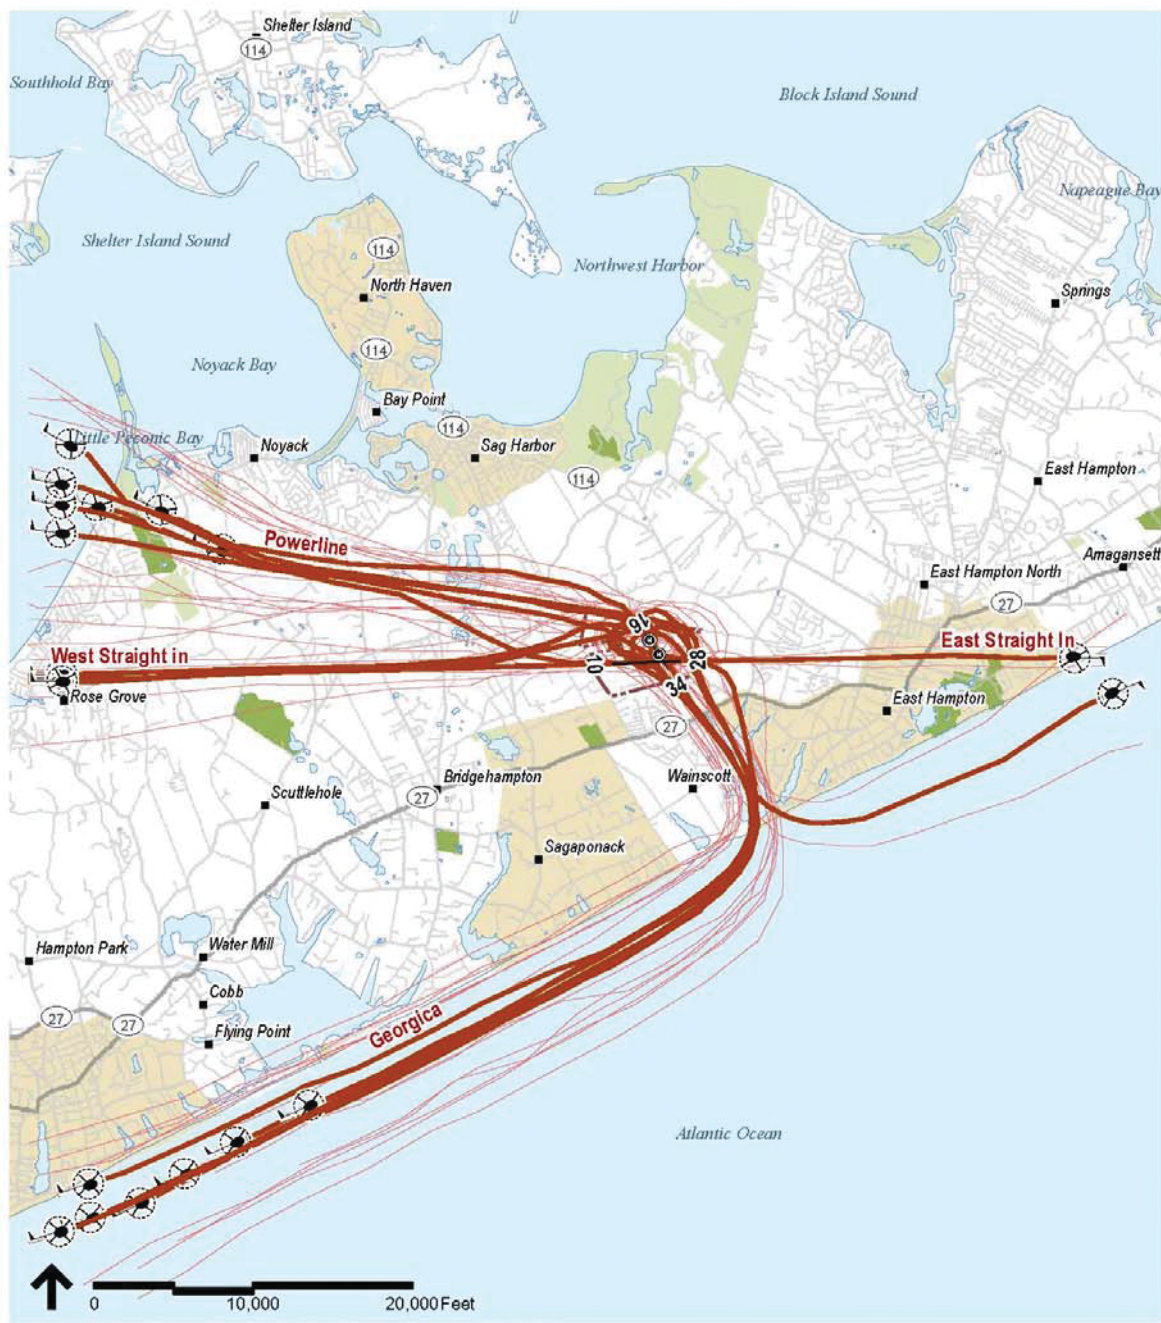 Shelter Island
114
Southhold Bay
Block Island Sound
Napeague Bay
Shelter Island Sound
114
Northwest Harbor
North Haven
Springs
114
Noyack Bay
Bay Point
Little Peconic Bay
114
Noyack
Sag Harbor
114
East Hampton
Powerline
Amagansett
East Hampton North
27
16
West Straight in
East Straight In
10
28
34
Rose Grove
East Hampton
27
Bridgehampton
Wainscott
27
Scuttlehole
Sagaponack
Hampton Park
Water Mill
Cobb
27
27
Flying Point
Georgica
Atlantic Ocean
0
10,000
20,000 Feet